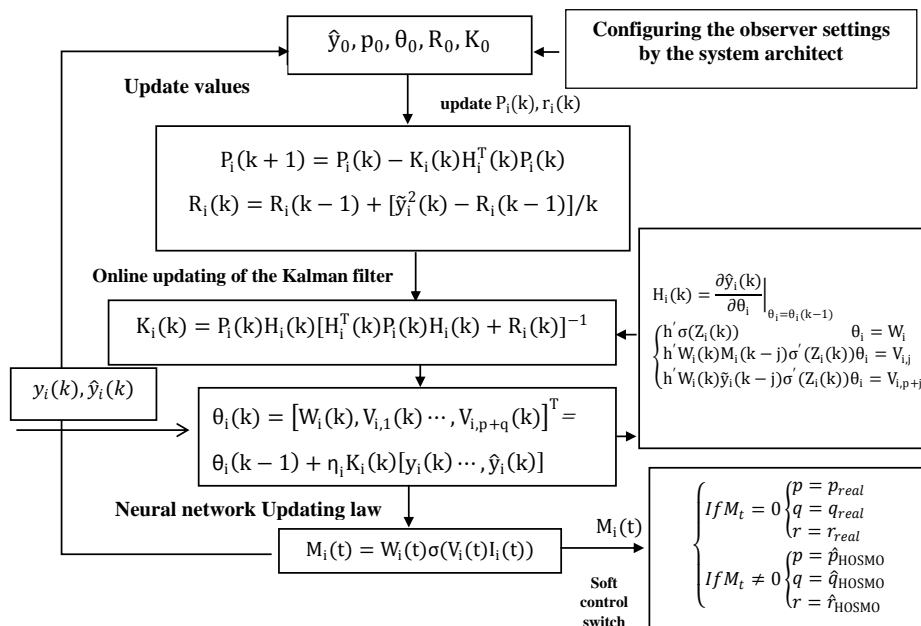 ŷ₀, p₀, θ₀, R₀, K₀
Configuring the observer settings
by the system architect
Update values
update Pᵢ(k), rᵢ(k)
Pᵢ(k + 1) = Pᵢ(k) − Kᵢ(k)Hᵢᵀ(k)Pᵢ(k)
Rᵢ(k) = Rᵢ(k − 1) + [ỹᵢ²(k) − Rᵢ(k − 1)]/k
Online updating of the Kalman filter
Kᵢ(k) = Pᵢ(k)Hᵢ(k)[Hᵢᵀ(k)Pᵢ(k)Hᵢ(k) + Rᵢ(k)]⁻¹
Hᵢ(k) = ∂ŷᵢ(k)/∂θᵢ |θᵢ=θᵢ(k−1)
{h′σ(Zᵢ(k)) θᵢ = Wᵢ
h′Wᵢ(k)Mᵢ(k − j)σ′(Zᵢ(k))θᵢ = Vᵢ,ⱼ
h′Wᵢ(k)ỹᵢ(k − j)σ′(Zᵢ(k))θᵢ = Vᵢ,ₚ₊ⱼ
yᵢ(k), ŷᵢ(k)
θᵢ(k) = [Wᵢ(k), Vᵢ,₁(k) ⋯, Vᵢ,ₚ₊q(k)]ᵀ =
θᵢ(k − 1) + ηᵢKᵢ(k)[yᵢ(k) ⋯, ŷᵢ(k)]
Neural network Updating law
Mᵢ(t) = Wᵢ(t)σ(Vᵢ(t)Iᵢ(t))
Mᵢ(t)
Soft
control
switch
p = p_real
IfMₜ = 0 {q = q_real
r = r_real
p = p̂_HOSMO
IfMₜ ≠ 0 {q = q̂_HOSMO
r = r̂_HOSMO